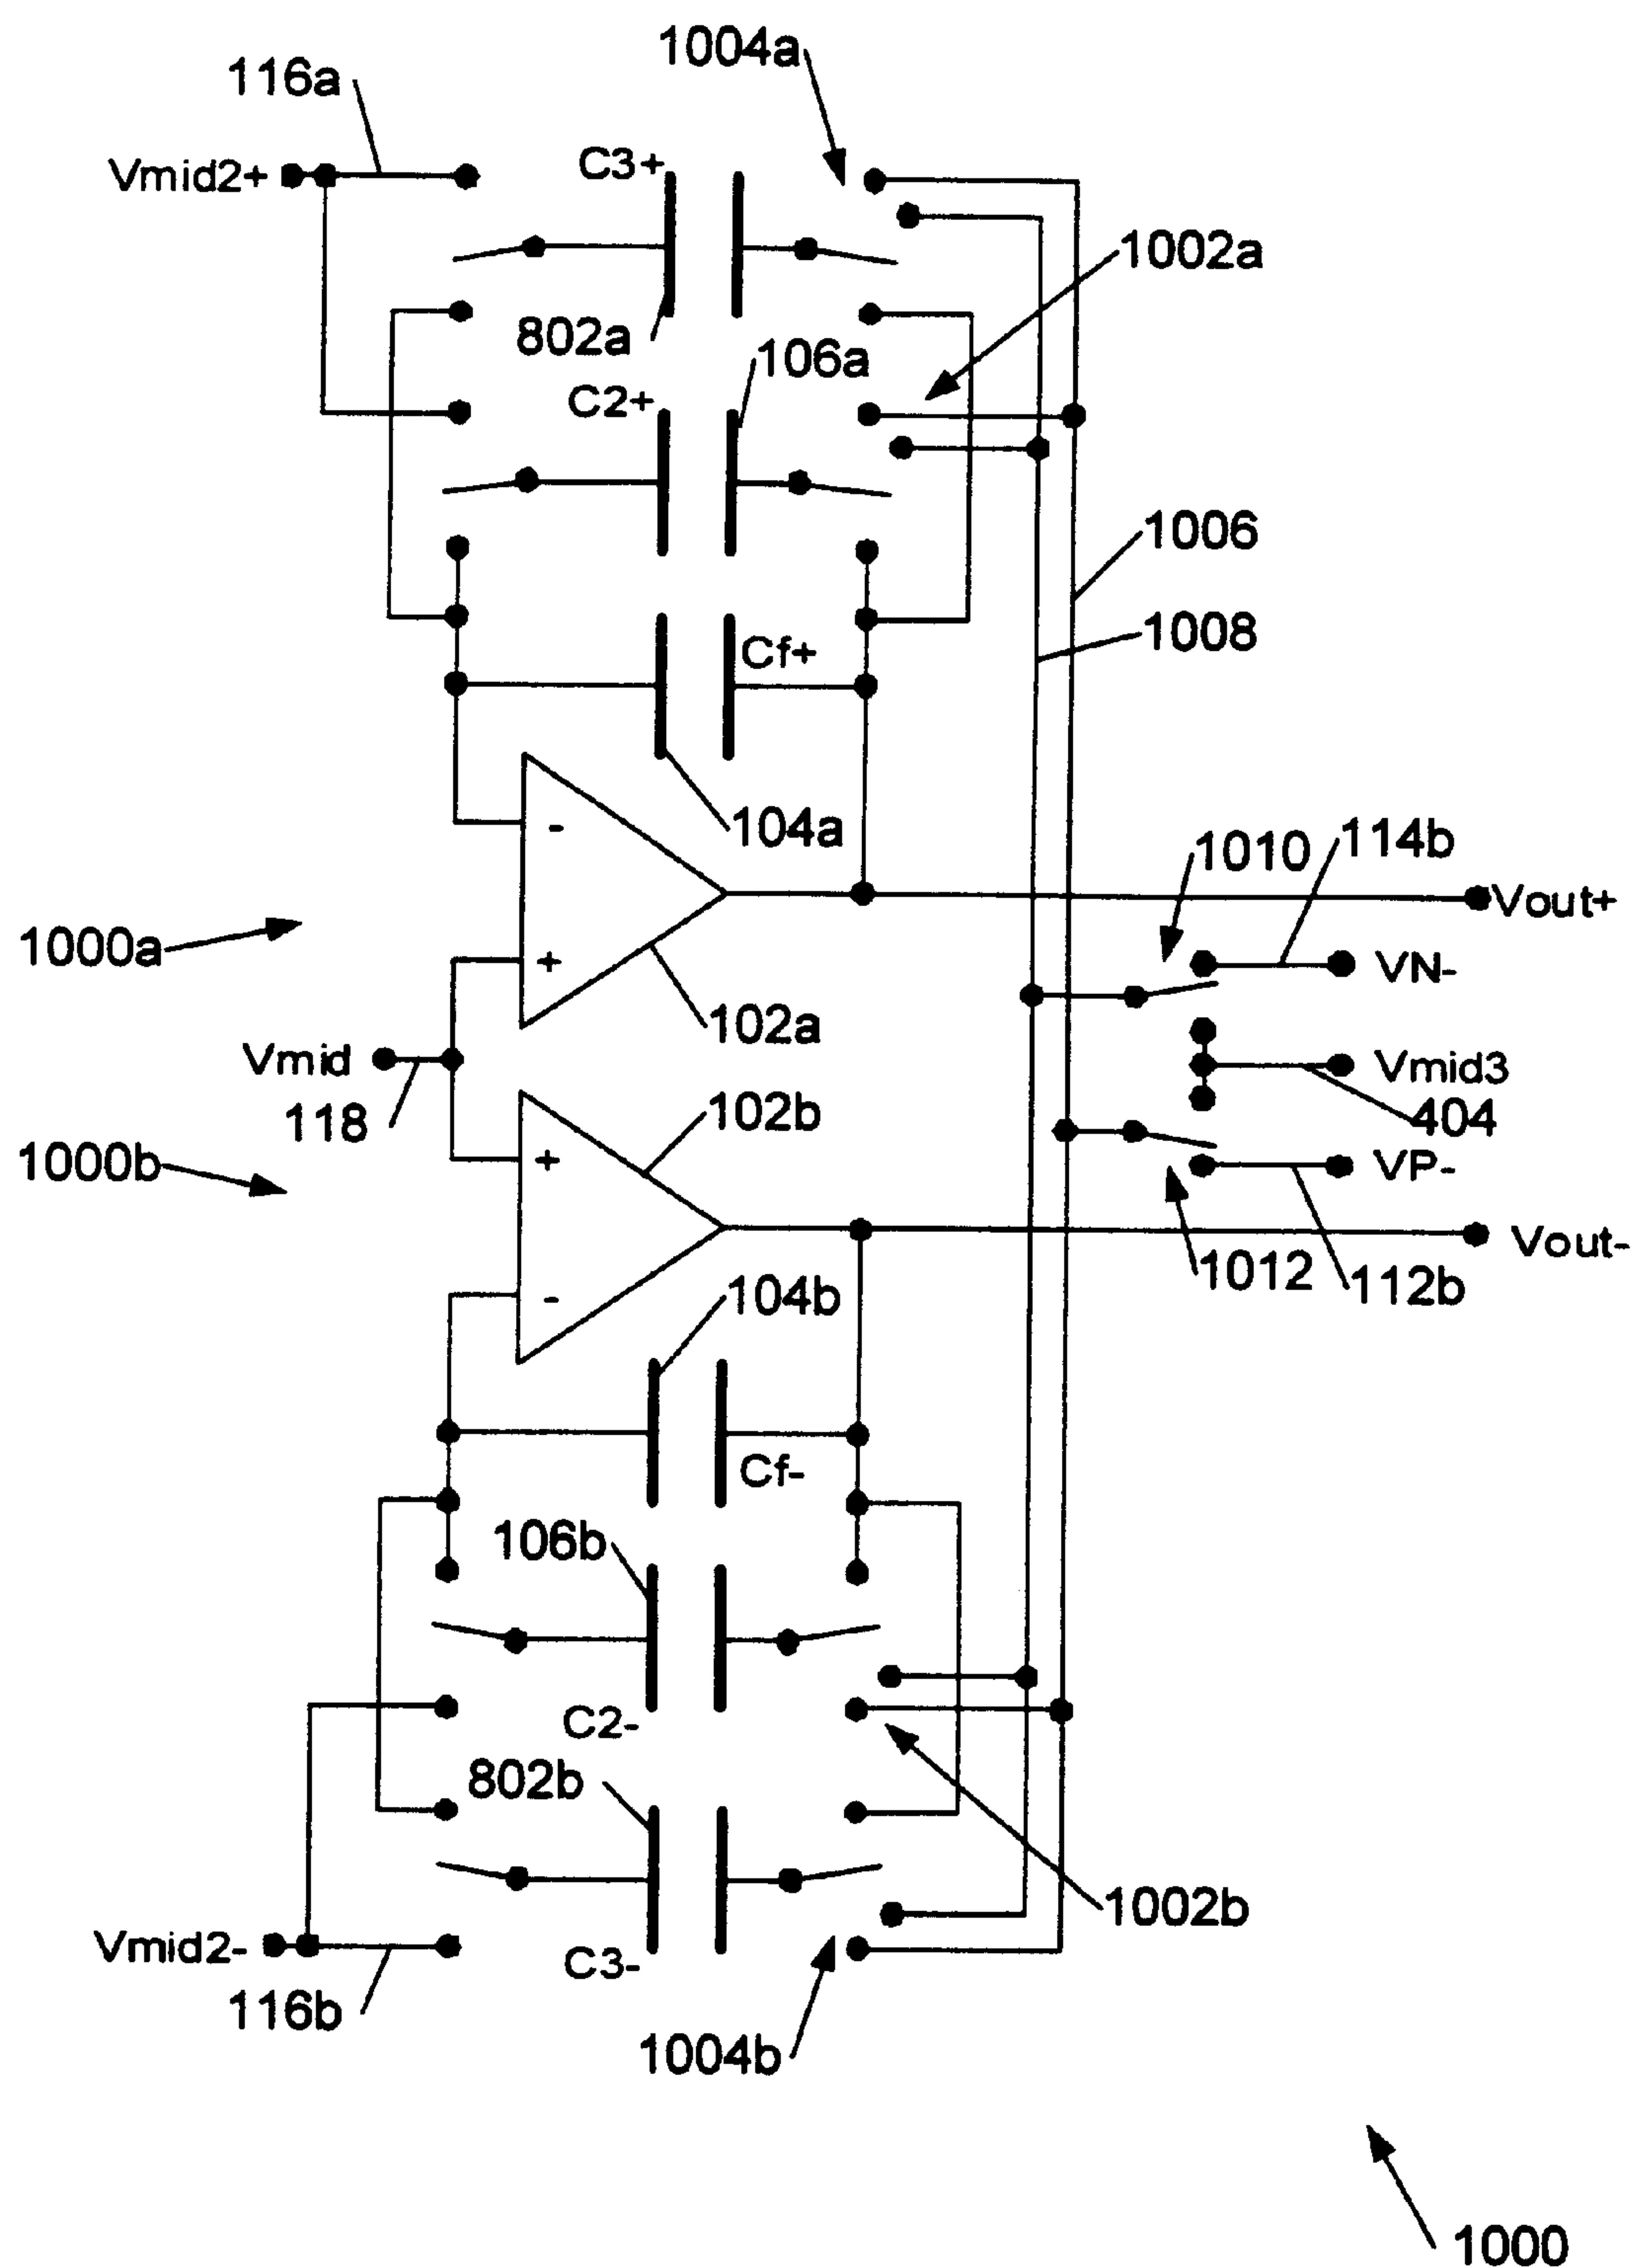 1004a
116a
Vmid2+
C3+
1002a
802a
106a
C2+
1006
1008
Cf+
104a
1010
114b
Vout+
1000a
VN-
-
+
102a
Vmid
Vmid3
118
102b
404
1000b
+
VP-
Vout-
1012
112b
-
104b
Cf-
106b
C2-
802b
1002b
Vmid2-
C3-
116b
1004b
1000